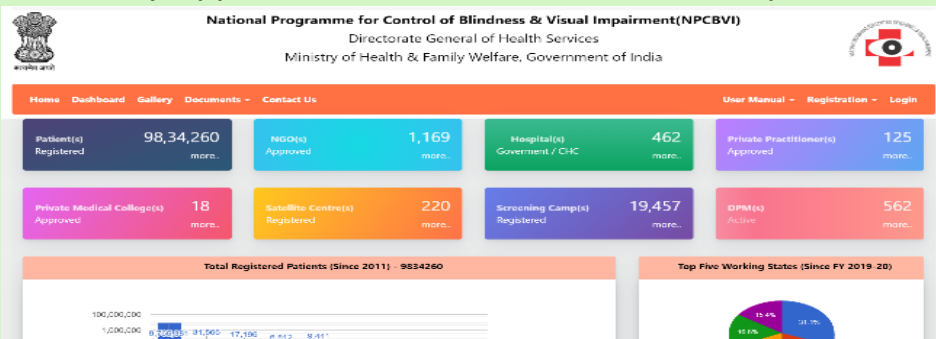 National Programme for Control of Blindness & Visual Impairment(NPCBVI)
Directorate General of Health Services
Ministry of Health & Family Welfare, Government of India
सत्यमेव जयते
Home Dashboard Gallery Documents Contact Us User Manual Registration Login
Patient(s) 98,34,260
Registered more..
NGO(s) 1,169
Approved more..
Hospital(s) 462
Goverment / CHC more..
Private Practitioner(s) 125
Approved more..
Private Medical College(s) 18
Approved more..
Satellite Centre(s) 220
Registered more..
Screening Camp(s) 19,457
Registered more..
DPM(s) 562
Active more..
Total Registered Patients (Since 2011) - 9834260
Top Five Working States (Since FY 2019-20)
100,000,000
1,000,000
31,565 17,196
15.4%